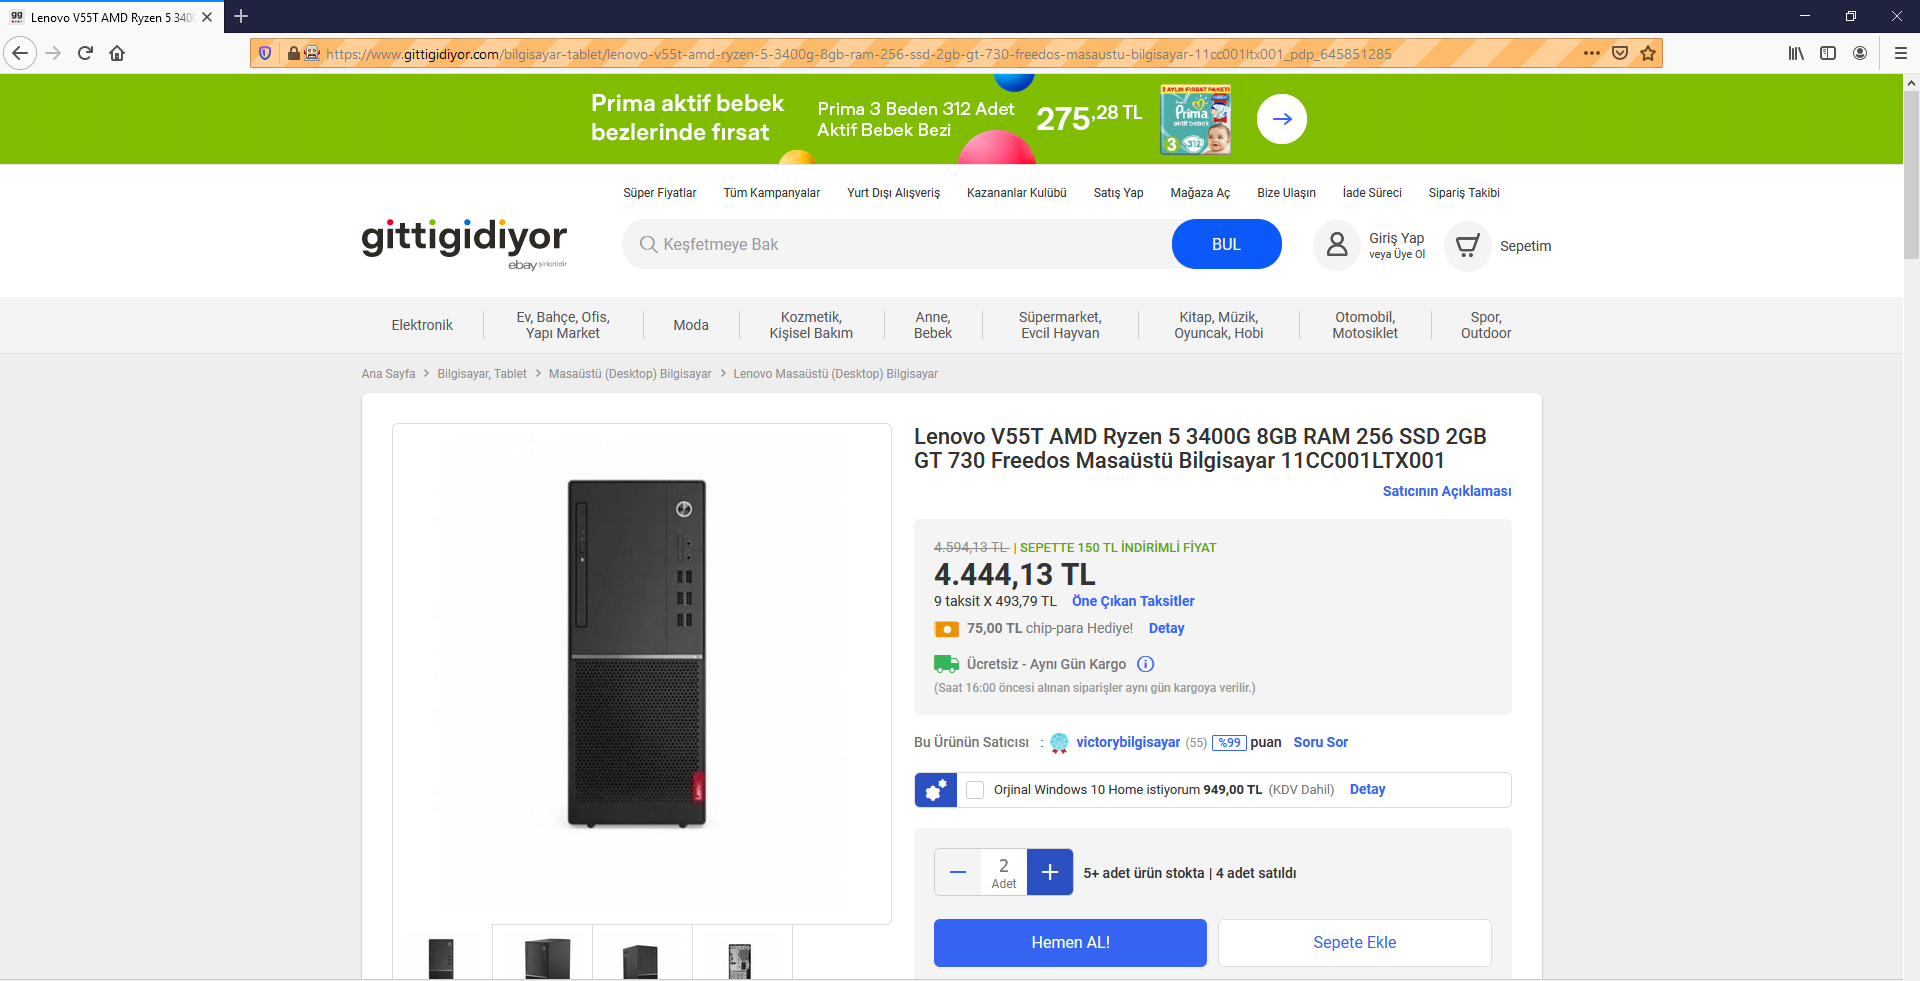 Lenovo V55T AMD Ryzen 5 340
https://www.gittigidiyor.com/bilgisayar-tablet/lenovo-v55t-amd-ryzen-5-3400g-8gb-ram-256-ssd-2gb-gt-730-freedos-masaustu-bilgisayar-11cc001ltx001_pdp_645851285
Prima aktif bebek
bezlerinde fırsat
Prima 3 Beden 312 Adet
Aktif Bebek Bezi
275,28 TL
2 AYLIK FIRSAT PAKETİ
Prima
aktif bebek
3
312
Süper Fiyatlar
Tüm Kampanyalar
Yurt Dışı Alışveriş
Kazananlar Kulübü
Satış Yap
Mağaza Aç
Bize Ulaşın
İade Süreci
Sipariş Takibi
gittigidiyor
ebay şirketidir
Keşfetmeye Bak
BUL
Giriş Yap
veya Üye Ol
Sepetim
Elektronik
Ev, Bahçe, Ofis,
Yapı Market
Moda
Kozmetik,
Kişisel Bakım
Anne,
Bebek
Süpermarket,
Evcil Hayvan
Kitap, Müzik,
Oyuncak, Hobi
Otomobil,
Motosiklet
Spor,
Outdoor
Ana Sayfa > Bilgisayar, Tablet > Masaüstü (Desktop) Bilgisayar > Lenovo Masaüstü (Desktop) Bilgisayar
Lenovo V55T AMD Ryzen 5 3400G 8GB RAM 256 SSD 2GB
GT 730 Freedos Masaüstü Bilgisayar 11CC001LTX001
Satıcının Açıklaması
4.594,13 TL | SEPETTE 150 TL İNDİRİMLİ FİYAT
4.444,13 TL
9 taksit X 493,79 TL Öne Çıkan Taksitler
75,00 TL chip-para Hediye! Detay
Ücretsiz - Aynı Gün Kargo
(Saat 16:00 öncesi alınan siparişler aynı gün kargoya verilir.)
Bu Ürünün Satıcısı : victorybilgisayar (55) %99 puan Soru Sor
Orjinal Windows 10 Home istiyorum 949,00 TL (KDV Dahil) Detay
2
Adet
5+ adet ürün stokta | 4 adet satıldı
Hemen AL!
Sepete Ekle